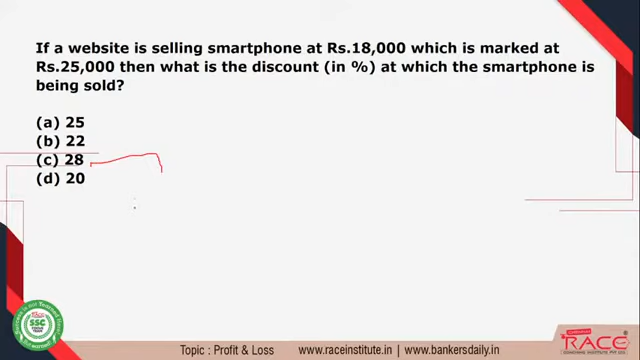 If a website is selling smartphone at Rs.18,000 which is marked at
Rs.25,000 then what is the discount (in %) at which the smartphone is
being sold?
(a) 25
(b) 22
(c) 28
(d) 20
RACE
SSC
RACE
Topic : Profit & Loss
www.raceinstitute.in | www.bankersdaily.in